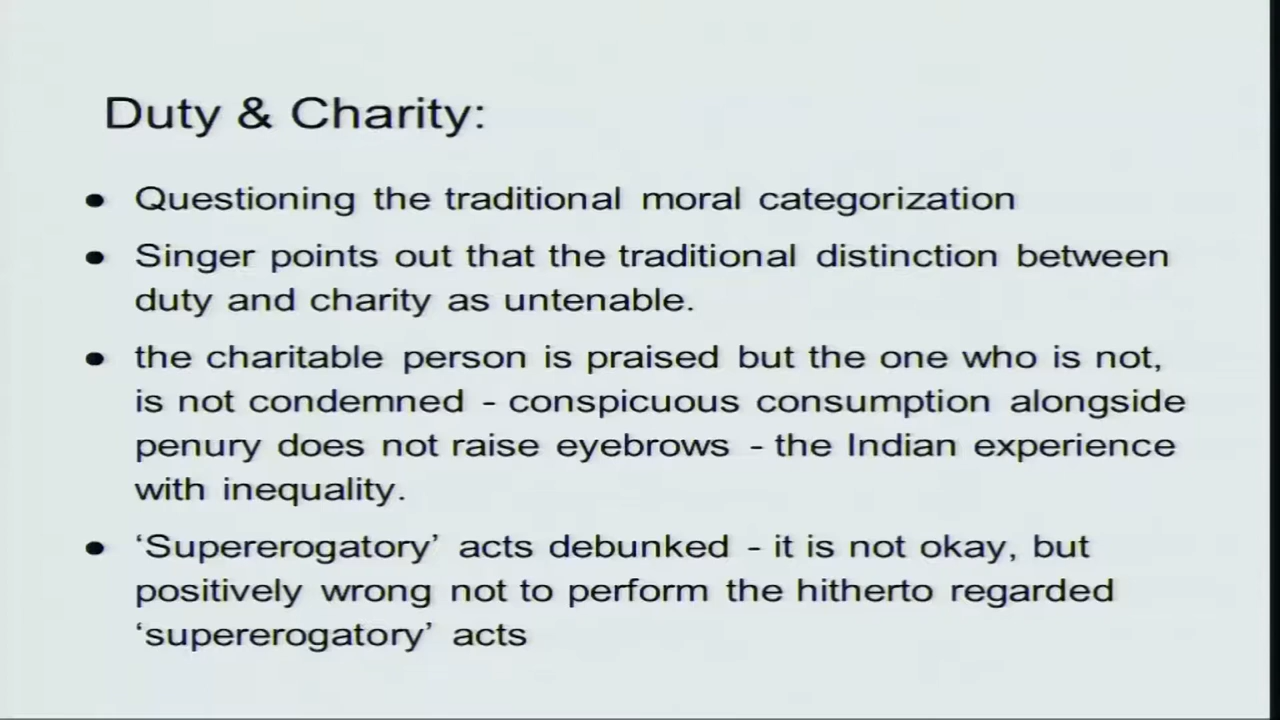 Duty & Charity:
● Questioning the traditional moral categorization
● Singer points out that the traditional distinction between
duty and charity as untenable.
● the charitable person is praised but the one who is not,
is not condemned - conspicuous consumption alongside
penury does not raise eyebrows - the Indian experience
with inequality.
● ‘Supererogatory’ acts debunked - it is not okay, but
positively wrong not to perform the hitherto regarded
‘supererogatory’ acts